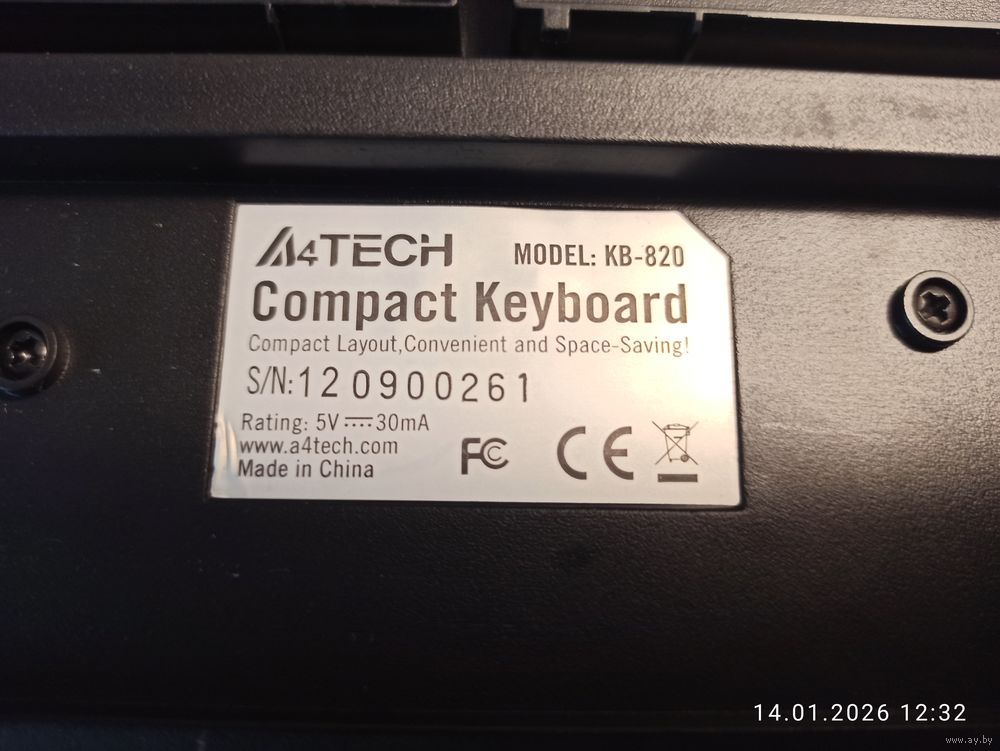 A4TECH MODEL: KB-820
Compact Keyboard
Compact Layout,Convenient and Space-Saving!
S/N:120900261
Rating: 5V⎓30mA
www.a4tech.com
Made in China
FC CE
14.01.2026 12:32
www.ay.by